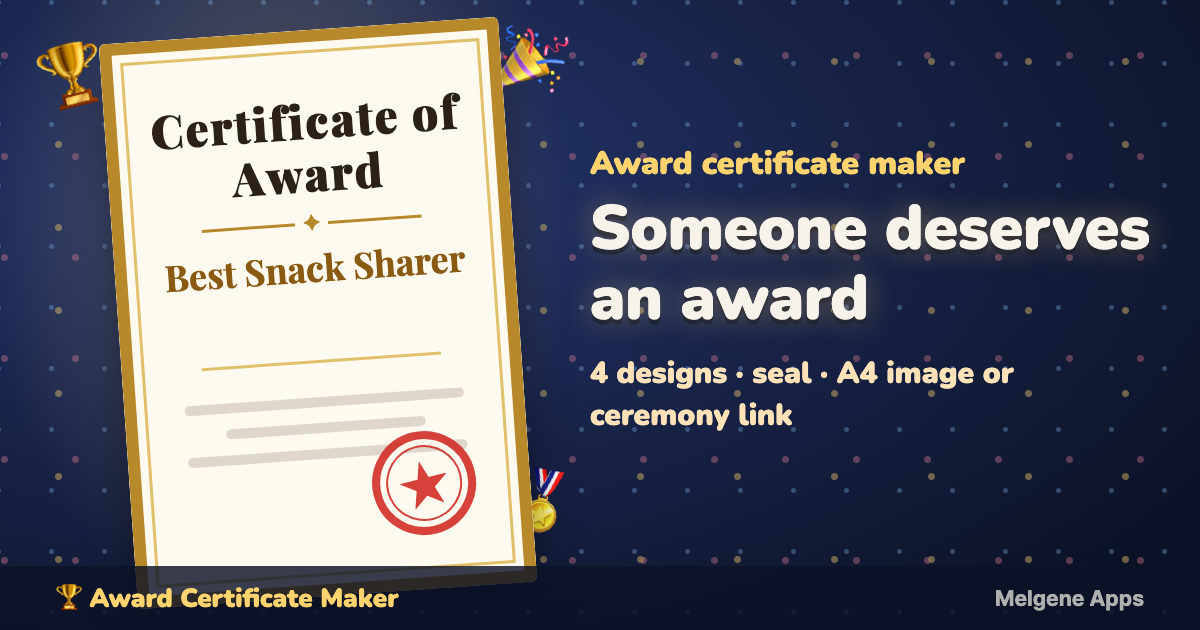 Certificate of
Award
Best Snack Sharer
Award certificate maker
Someone deserves
an award
4 designs · seal · A4 image or
ceremony link
Award Certificate Maker
Melgene Apps